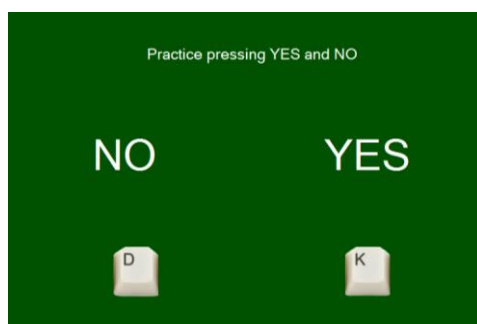 Practice pressing YES and NO
NO YES
D K